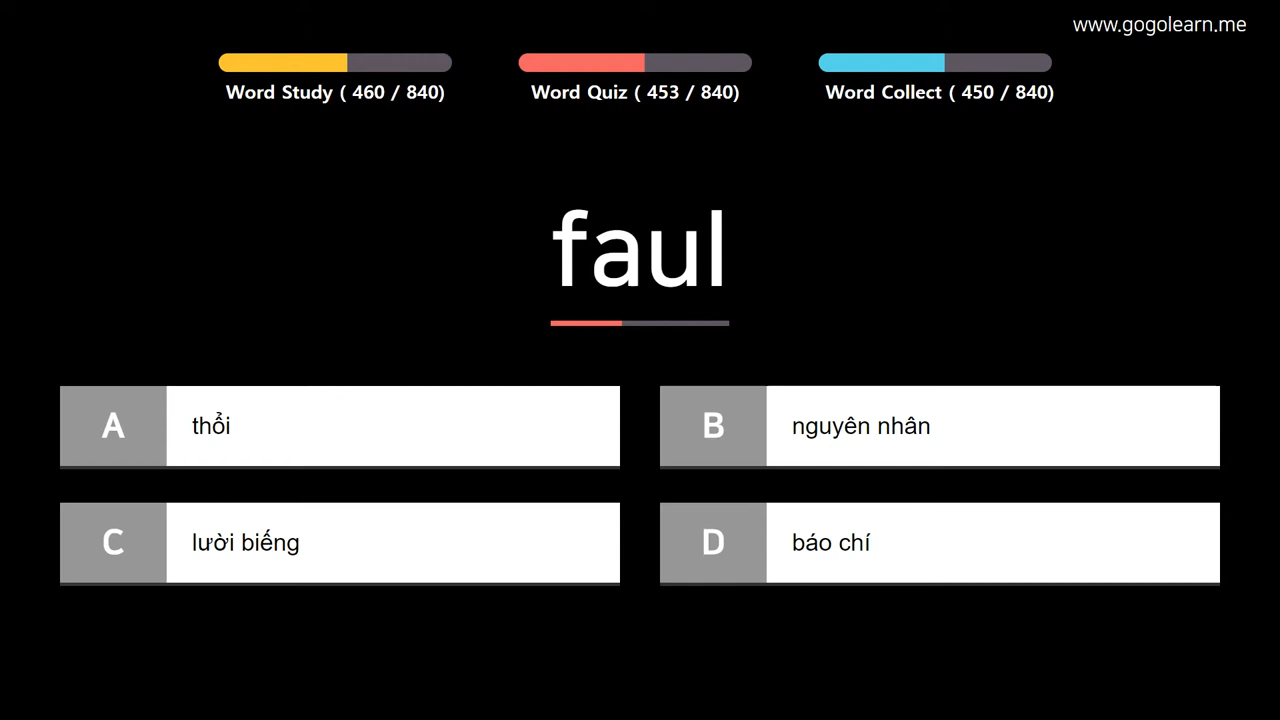 www.gogolearn.me
Word Study ( 460 / 840)
Word Quiz ( 453 / 840)
Word Collect ( 450 / 840)
faul
A
thổi
B
nguyên nhân
C
lười biếng
D
báo chí